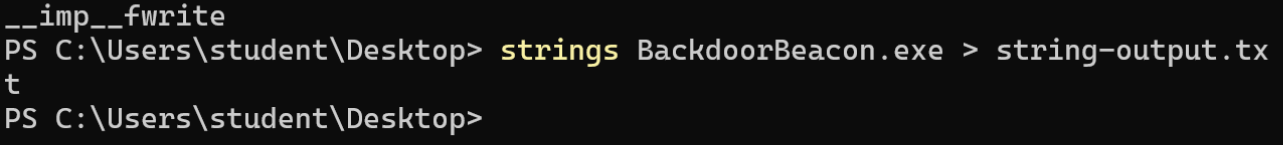 __imp__fwrite
PS C:\Users\student\Desktop> strings BackdoorBeacon.exe > string-output.tx
t
PS C:\Users\student\Desktop>